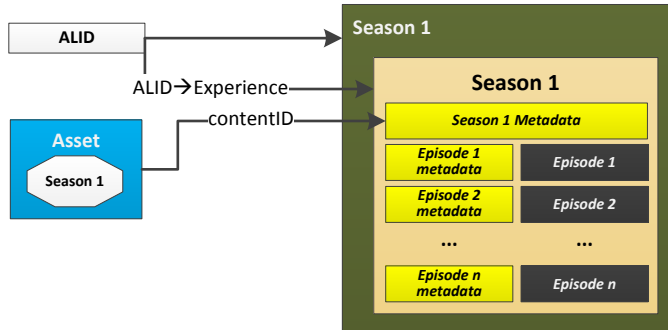 ALID
Season 1
ALID→Experience
Season 1
contentID
Season 1 Metadata
Asset
Season 1
Episode 1
metadata
Episode 1
Episode 2
metadata
Episode 2
...
...
Episode n
metadata
Episode n